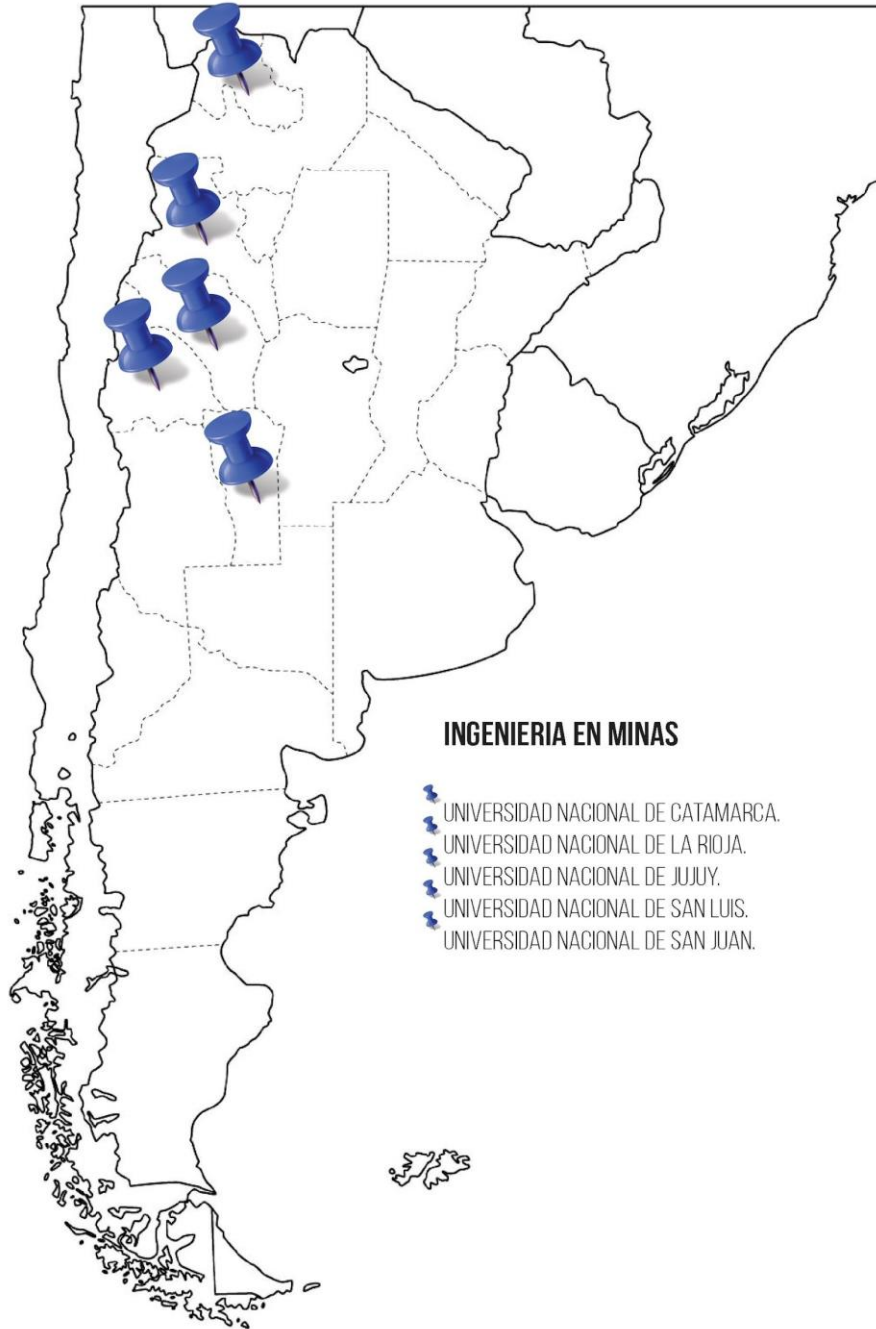 INGENIERIA EN MINAS
UNIVERSIDAD NACIONAL DE CATAMARCA.
UNIVERSIDAD NACIONAL DE LA RIOJA.
UNIVERSIDAD NACIONAL DE JUJUY.
UNIVERSIDAD NACIONAL DE SAN LUIS.
UNIVERSIDAD NACIONAL DE SAN JUAN.